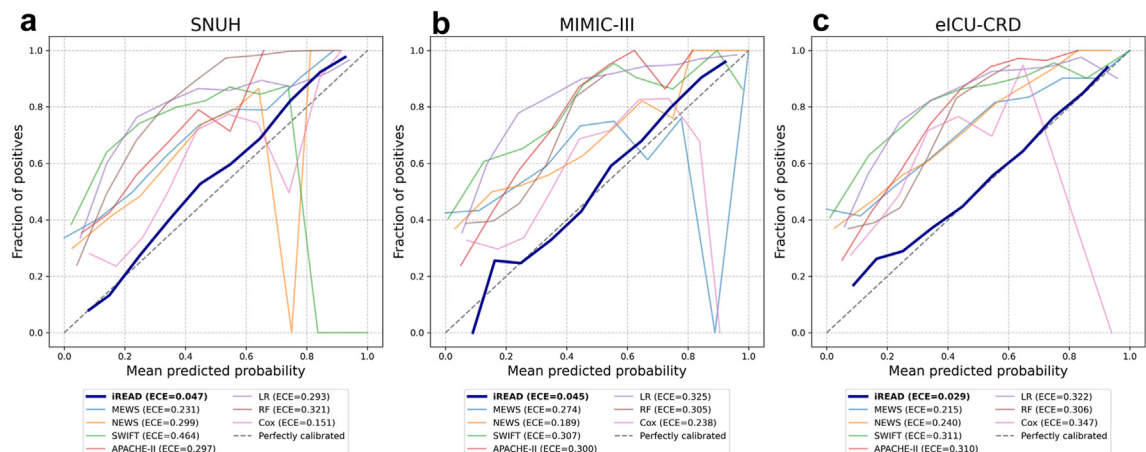 a
SNUH
Fraction of positives
1.0
0.8
0.6
0.4
0.2
0.0
0.0 0.2 0.4 0.6 0.8 1.0
Mean predicted probability
iREAD (ECE=0.047)
MEWS (ECE=0.231)
NEWS (ECE=0.299)
SWIFT (ECE=0.464)
APACHE-II (ECE=0.297)
LR (ECE=0.293)
RF (ECE=0.321)
Cox (ECE=0.151)
Perfectly calibrated
b
MIMIC-III
Fraction of positives
1.0
0.8
0.6
0.4
0.2
0.0
0.0 0.2 0.4 0.6 0.8 1.0
Mean predicted probability
iREAD (ECE=0.045)
MEWS (ECE=0.274)
NEWS (ECE=0.189)
SWIFT (ECE=0.307)
APACHE-II (ECE=0.300)
LR (ECE=0.325)
RF (ECE=0.305)
Cox (ECE=0.238)
Perfectly calibrated
c
eICU-CRD
Fraction of positives
1.0
0.8
0.6
0.4
0.2
0.0
0.0 0.2 0.4 0.6 0.8 1.0
Mean predicted probability
iREAD (ECE=0.029)
MEWS (ECE=0.215)
NEWS (ECE=0.240)
SWIFT (ECE=0.311)
APACHE-II (ECE=0.310)
LR (ECE=0.322)
RF (ECE=0.306)
Cox (ECE=0.347)
Perfectly calibrated